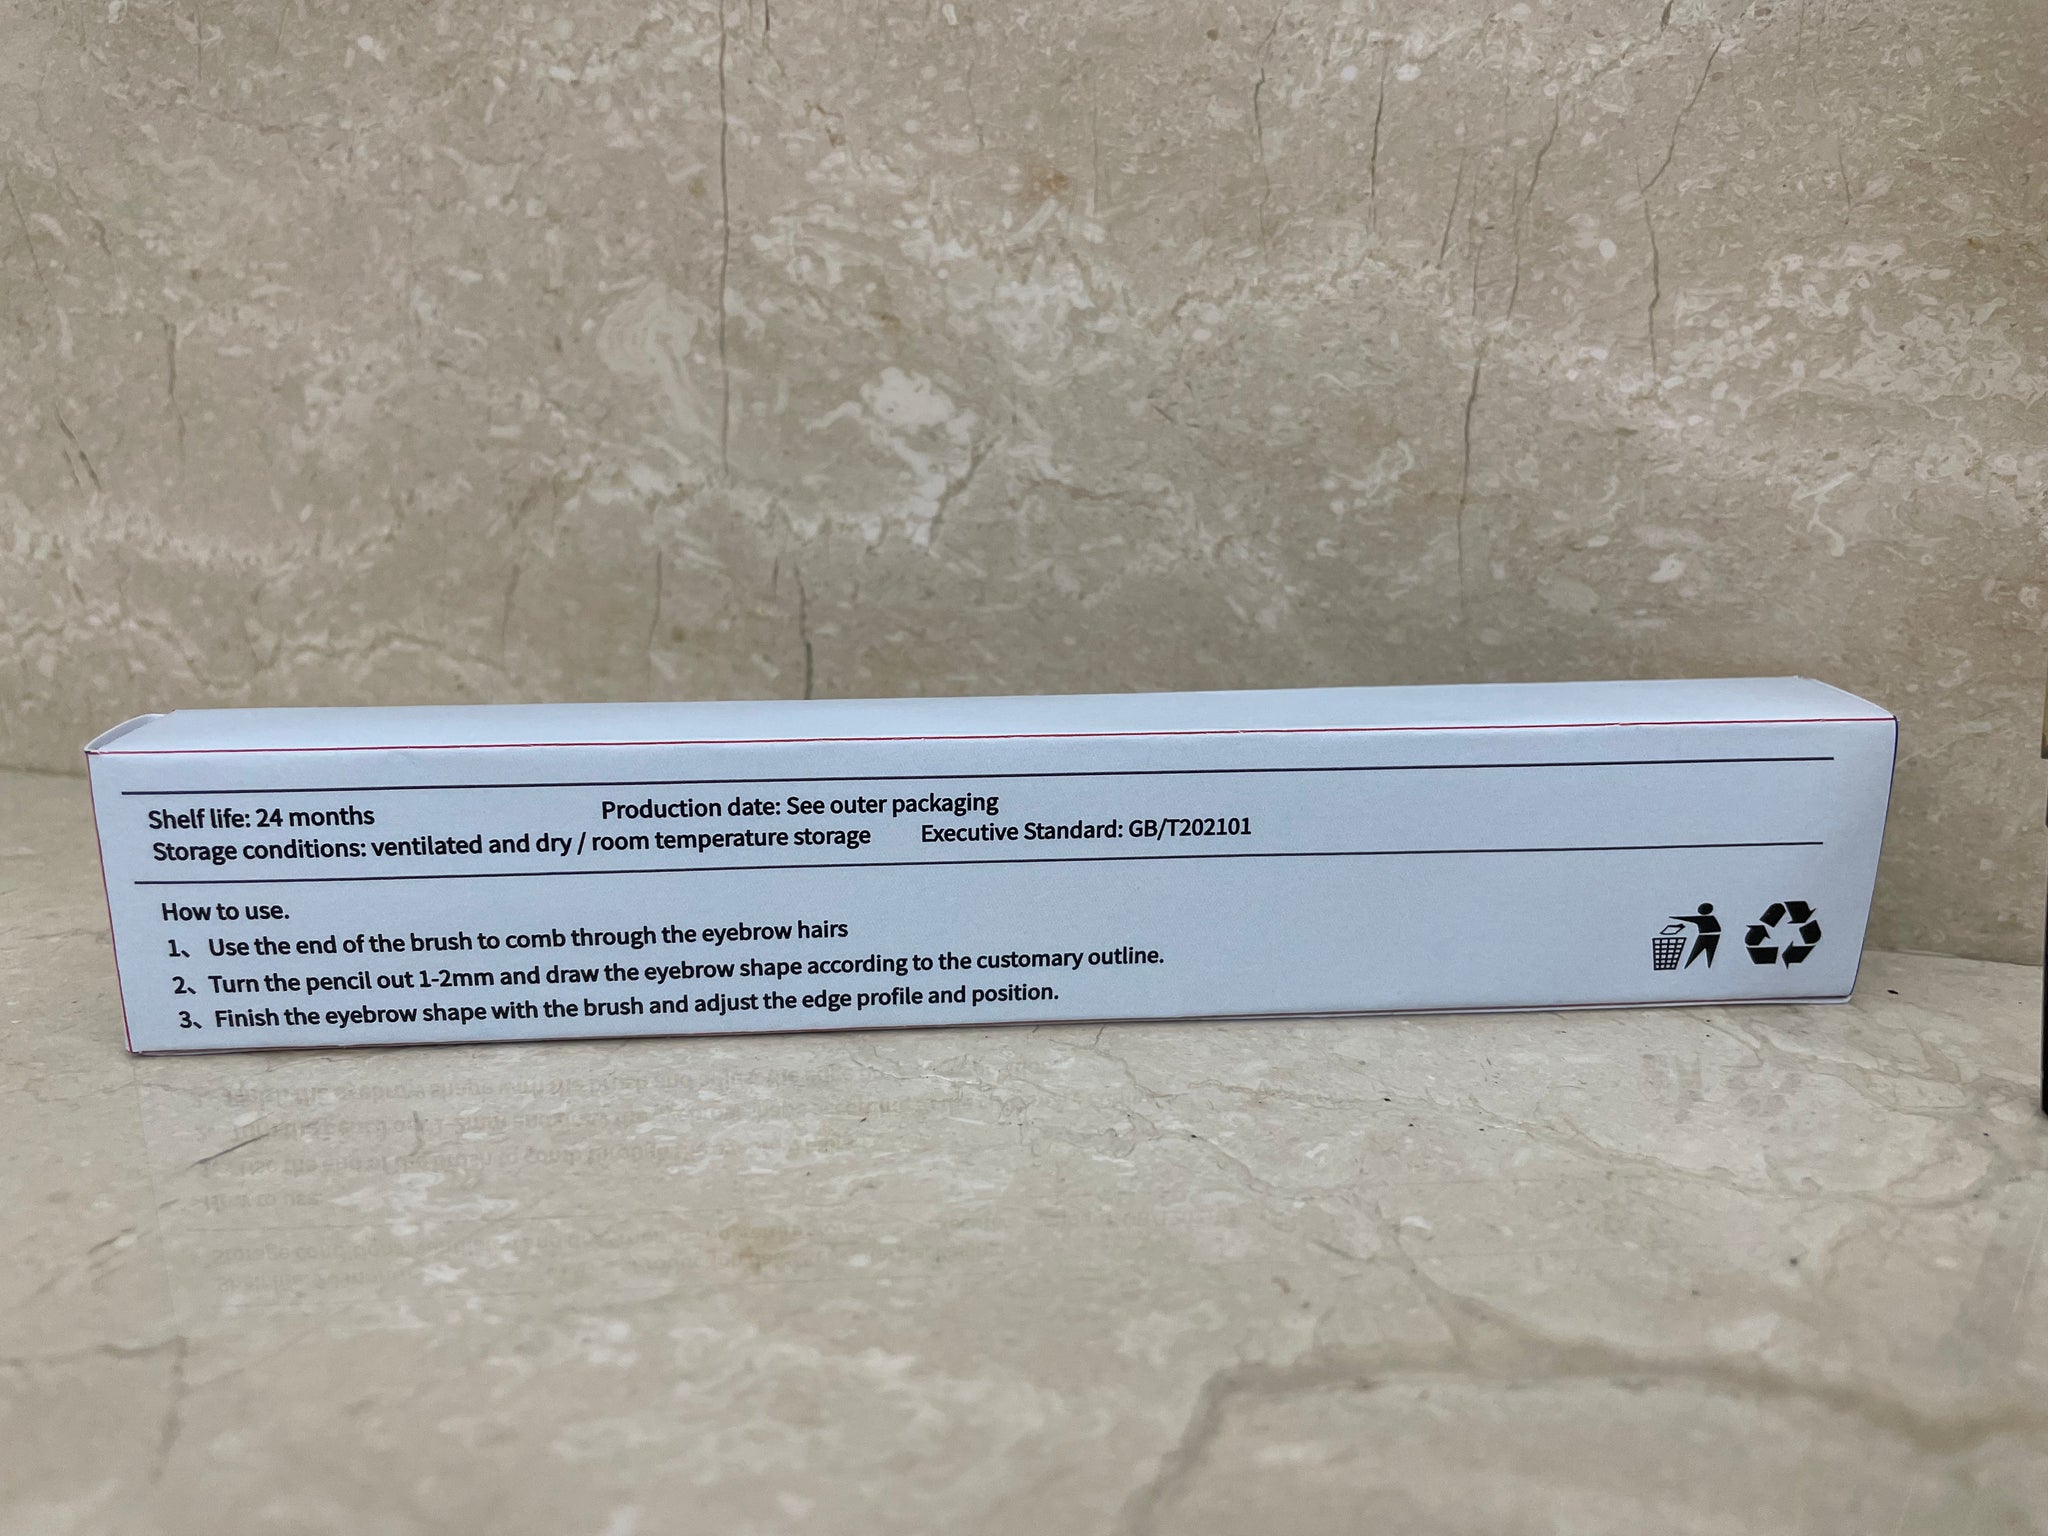 Shelf life: 24 months Production date: See outer packaging
Storage conditions: ventilated and dry / room temperature storage Executive Standard: GB/T202101
How to use.
1、 Use the end of the brush to comb through the eyebrow hairs
2、 Turn the pencil out 1-2mm and draw the eyebrow shape according to the customary outline.
3、 Finish the eyebrow shape with the brush and adjust the edge profile and position.